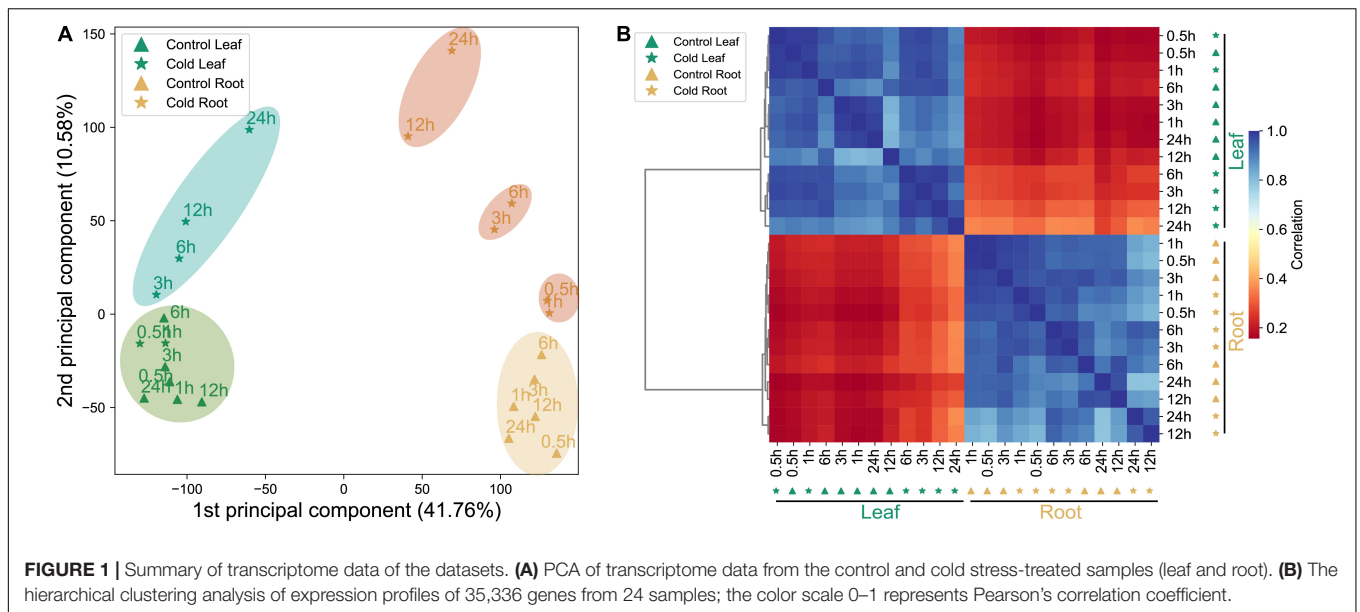 A
Control Leaf
Cold Leaf
Control Root
Cold Root
150
100
50
0
−50
2nd principal component (10.58%)
24h
12h
24h
12h
6h
3h
6h
3h
0.5h
1h
6h
0.5h 1h
3h
0.5h
24h 1h 12h
6h
3h
1h
12h
24h
0.5h
−100 −50 0 50 100
1st principal component (41.76%)
B
Control Leaf
Cold Leaf
Control Root
Cold Root
0.5h
0.5h
1h
6h
3h
1h
24h
12h
6h
3h
12h
24h
1h
0.5h
3h
1h
0.5h
6h
3h
6h
24h
12h
24h
12h
Leaf
Root
1.0
0.8
0.6
0.4
0.2
Correlation
0.5h 0.5h 1h 6h 3h 1h 24h 12h 6h 3h 12h 24h 1h 0.5h 3h 1h 0.5h 6h 3h 6h 24h 12h 24h 12h
Leaf Root
FIGURE 1 | Summary of transcriptome data of the datasets. (A) PCA of transcriptome data from the control and cold stress-treated samples (leaf and root). (B) The
hierarchical clustering analysis of expression profiles of 35,336 genes from 24 samples; the color scale 0–1 represents Pearson's correlation coefficient.